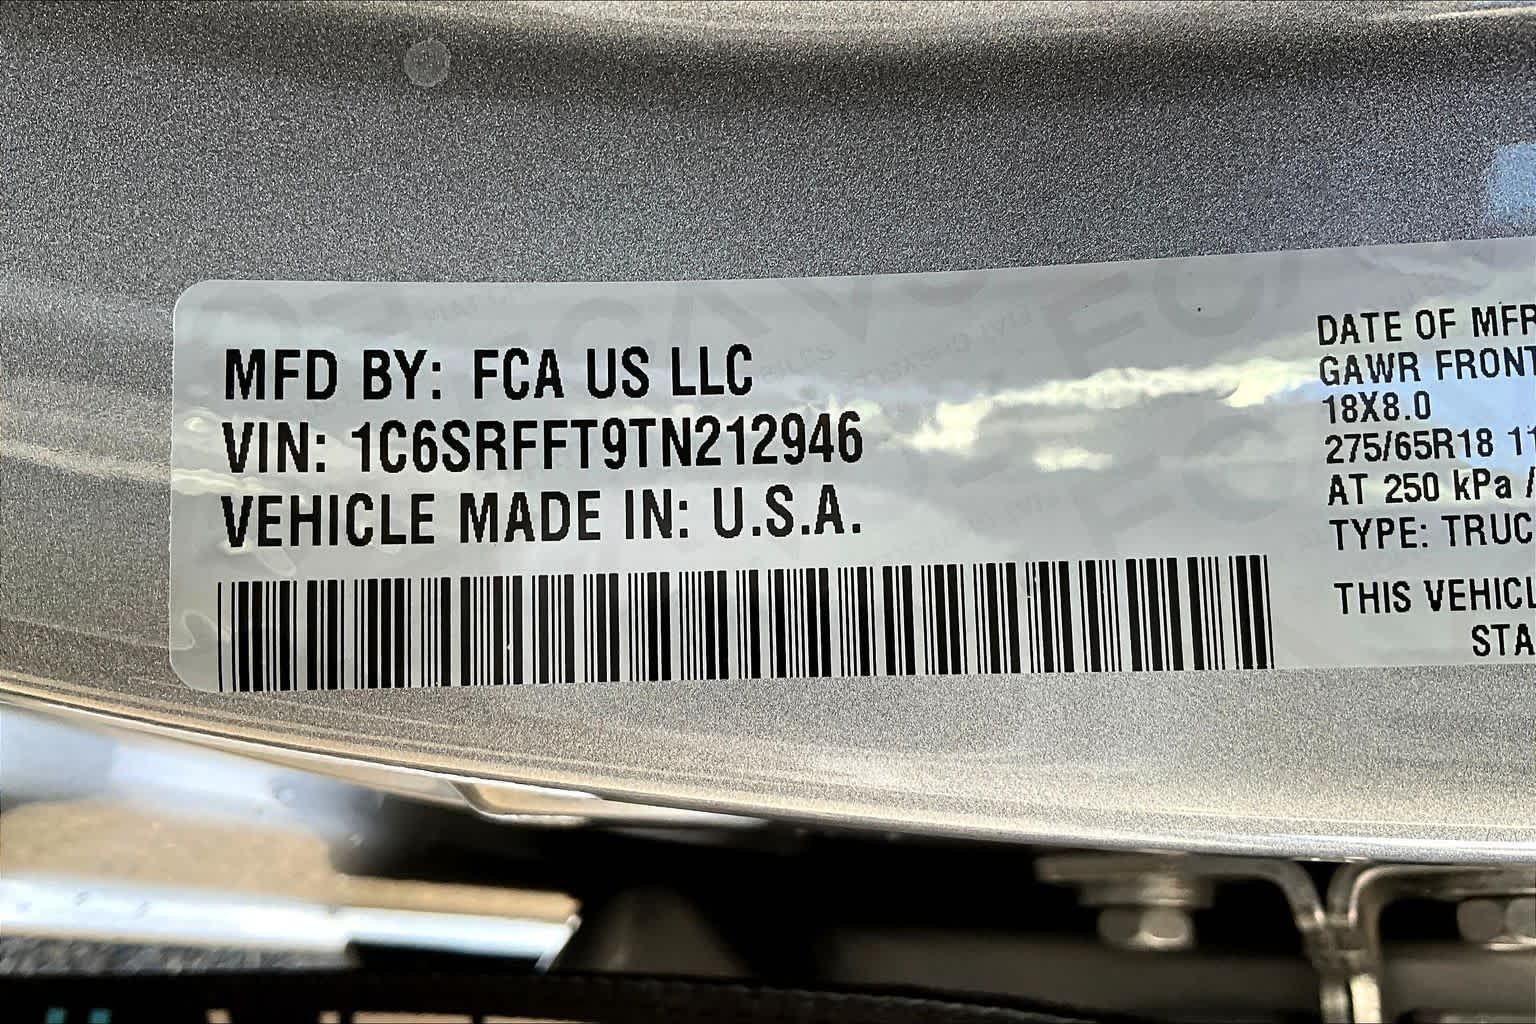 MFD BY: FCA US LLC
VIN: 1C6SRFFT9TN212946
VEHICLE MADE IN: U.S.A.
DATE OF MFR
GAWR FRONT
18X8.0
275/65R18 11
AT 250 kPa /
TYPE: TRUC
THIS VEHICL
STA